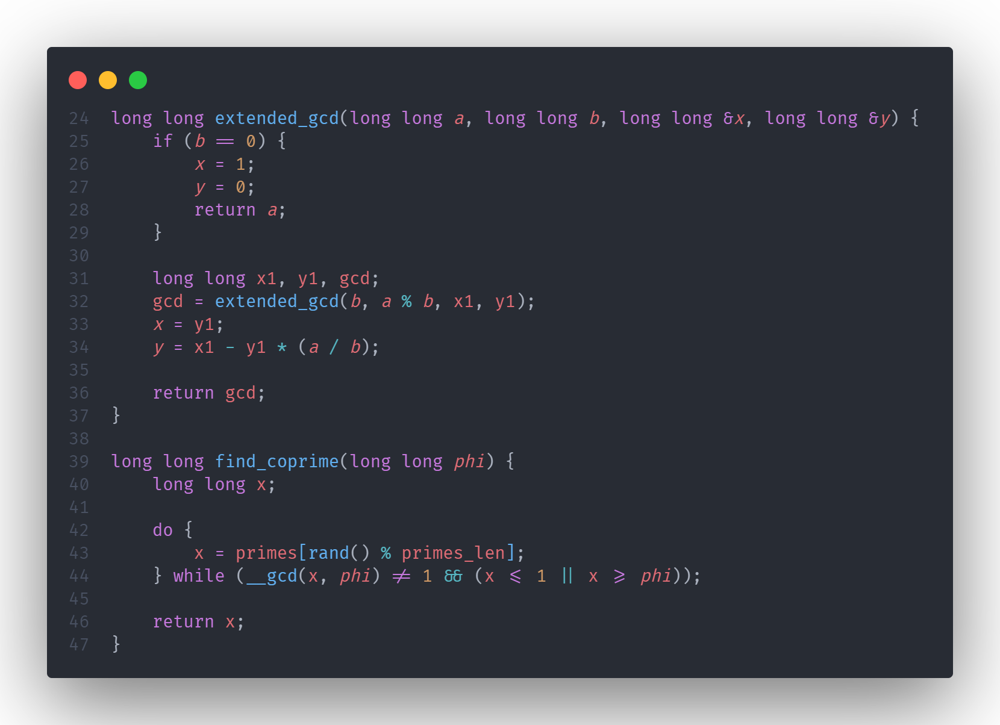 24 long long extended_gcd(long long a, long long b, long long &x, long long &y) {
25     if (b == 0) {
26         x = 1;
27         y = 0;
28         return a;
29     }
30
31     long long x1, y1, gcd;
32     gcd = extended_gcd(b, a % b, x1, y1);
33     x = y1;
34     y = x1 - y1 * (a / b);
35
36     return gcd;
37 }
38
39 long long find_coprime(long long phi) {
40     long long x;
41
42     do {
43         x = primes[rand() % primes_len];
44     } while (__gcd(x, phi) != 1 && (x <= 1 || x >= phi));
45
46     return x;
47 }